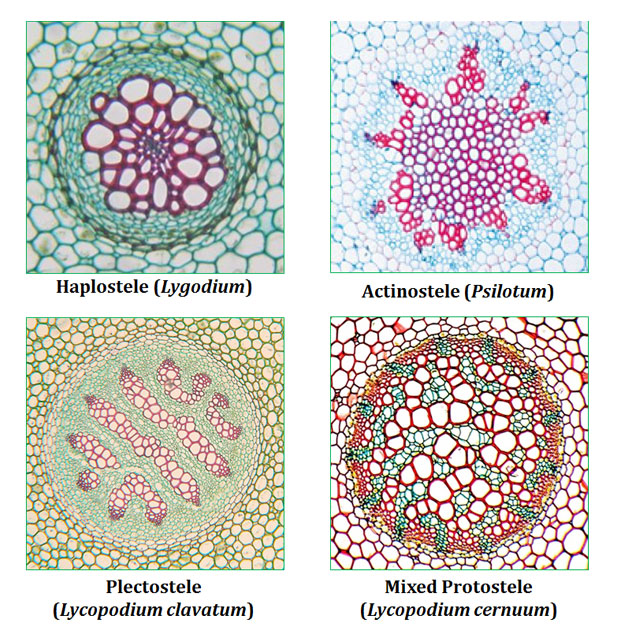 Haplostele (Lygodium)
Actinostele (Psilotum)
Plectostele
(Lycopodium clavatum)
Mixed Protostele
(Lycopodium cernuum)